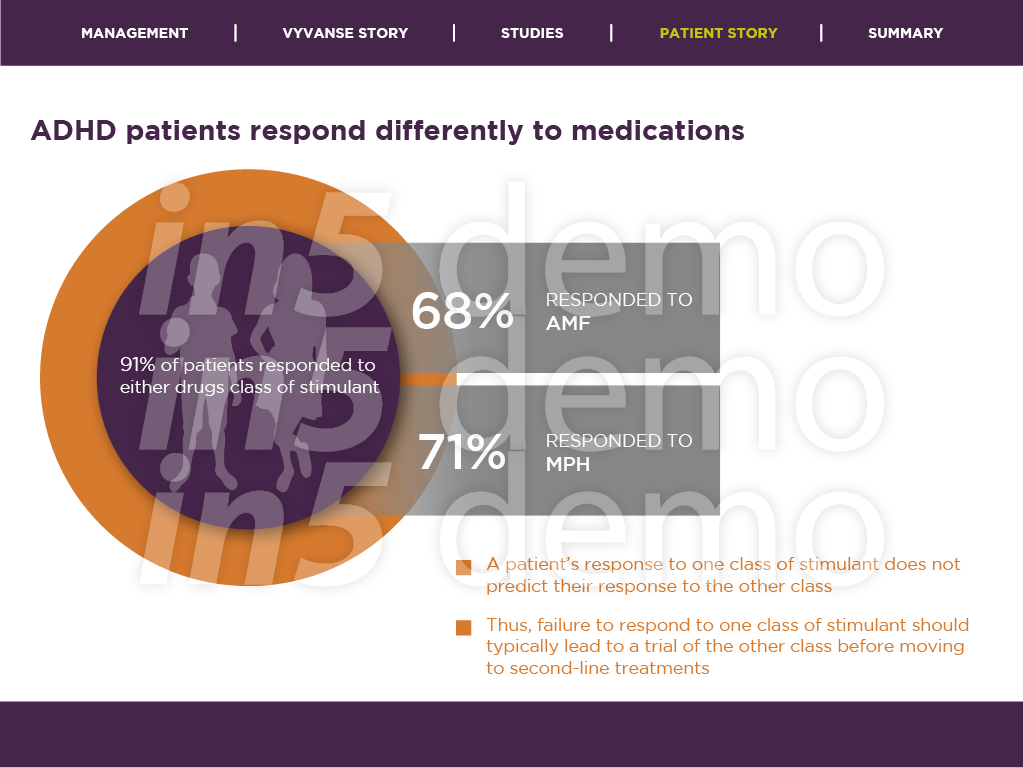 MANAGEMENT | VYVANSE STORY | STUDIES | PATIENT STORY | SUMMARY
ADHD patients respond differently to medications
91% of patients responded to
either drugs class of stimulant
68%
RESPONDED TO
AMF
71%
RESPONDED TO
MPH
A patient’s response to one class of stimulant does not
predict their response to the other class
Thus, failure to respond to one class of stimulant should
typically lead to a trial of the other class before moving
to second-line treatments
in5 demo
in5 demo
in5 demo